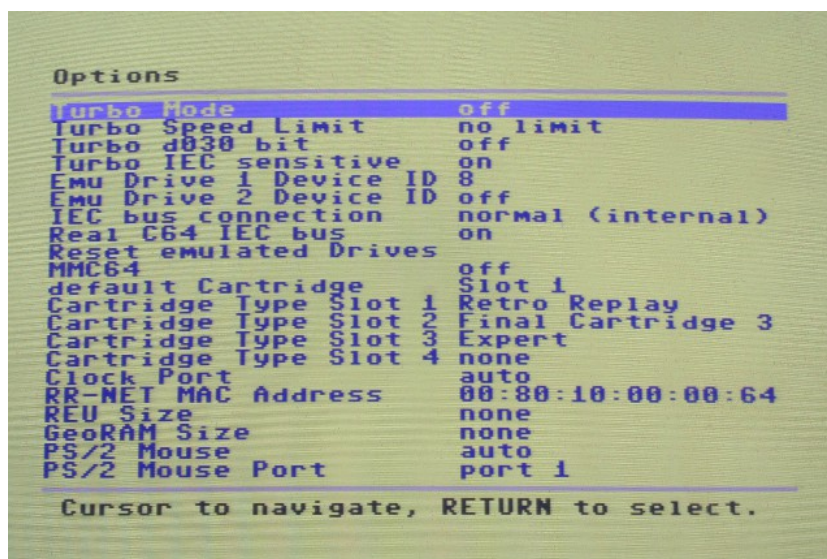 Options
Turbo Mode off
Turbo Speed Limit no limit
Turbo d030 bit off
Turbo IEC sensitive on
Emu Drive 1 Device ID 8
Emu Drive 2 Device ID off
IEC bus connection normal (internal)
Real C64 IEC bus on
Reset emulated Drives
MMC64 off
default Cartridge Slot 1
Cartridge Type Slot 1 Retro Replay
Cartridge Type Slot 2 Final Cartridge 3
Cartridge Type Slot 3 Expert
Cartridge Type Slot 4 none
Clock Port auto
RR-NET MAC Address 00:80:10:00:00:64
REU Size none
GeoRAM Size none
PS/2 Mouse auto
PS/2 Mouse Port port 1
Cursor to navigate, RETURN to select.